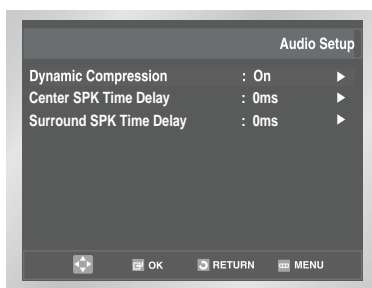 Audio Setup
Dynamic Compression : On
Center SPK Time Delay : 0ms
Surround SPK Time Delay : 0ms
OK RETURN MENU